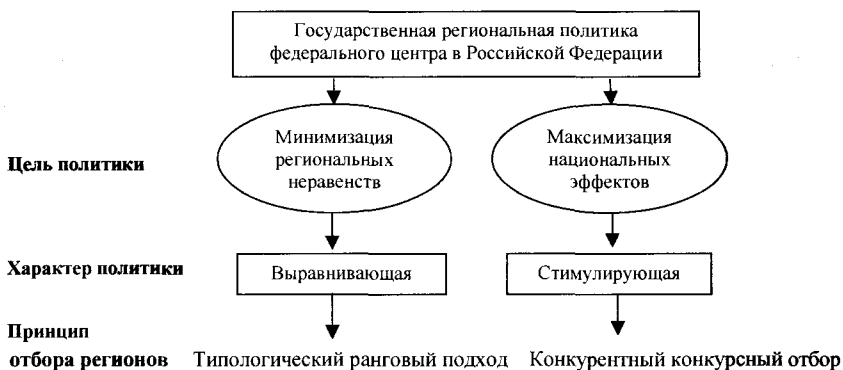 Государственная региональная политика
федерального центра в Российской Федерации
Цель политики
Минимизация
региональных
неравенств
Максимизация
национальных
эффектов
Характер политики
Выравнивающая
Стимулирующая
Принцип
отбора регионов
Типологический ранговый подход
Конкурентный конкурсный отбор